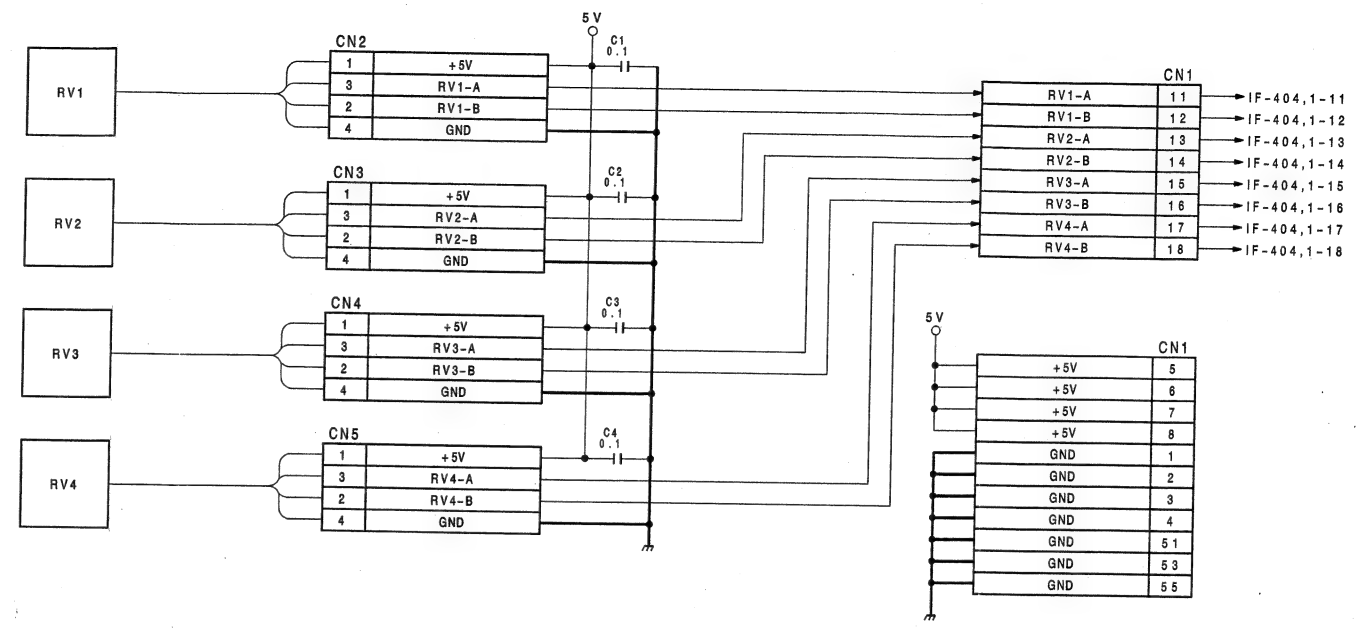 5V
C1
0.1
RV1
CN2
1 +5V
3 RV1-A
2 RV1-B
4 GND
CN1
RV1-A 11 IF-404,1-11
RV1-B 12 IF-404,1-12
RV2-A 13 IF-404,1-13
RV2-B 14 IF-404,1-14
RV3-A 15 IF-404,1-15
RV3-B 16 IF-404,1-16
RV4-A 17 IF-404,1-17
RV4-B 18 IF-404,1-18
RV2
CN3
1 +5V
3 RV2-A
2 RV2-B
4 GND
C2
0.1
RV3
CN4
1 +5V
3 RV3-A
2 RV3-B
4 GND
C3
0.1
RV4
CN5
1 +5V
3 RV4-A
2 RV4-B
4 GND
C4
0.1
5V
CN1
+5V 5
+5V 6
+5V 7
+5V 8
GND 1
GND 2
GND 3
GND 4
GND 51
GND 53
GND 55